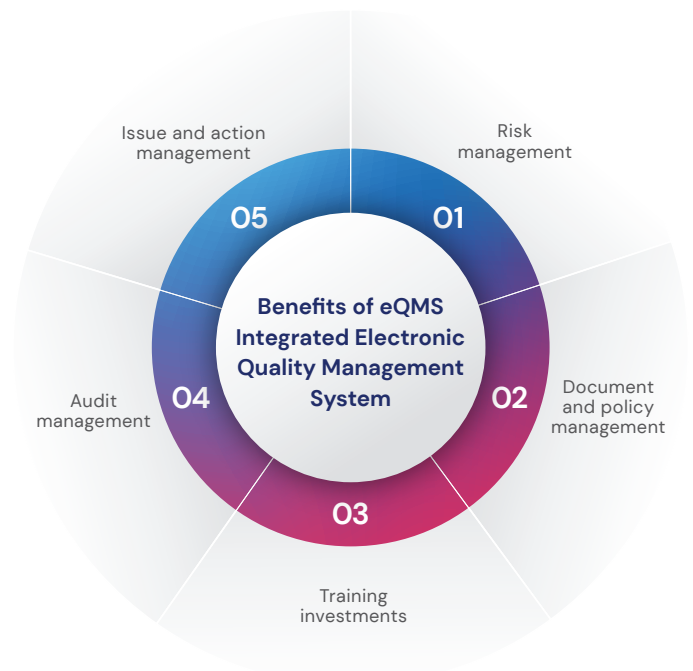 Benefits of eQMS
Integrated Electronic
Quality Management
System
01
Risk
management
02
Document
and policy
management
03
Training
investments
04
Audit
management
05
Issue and action
management